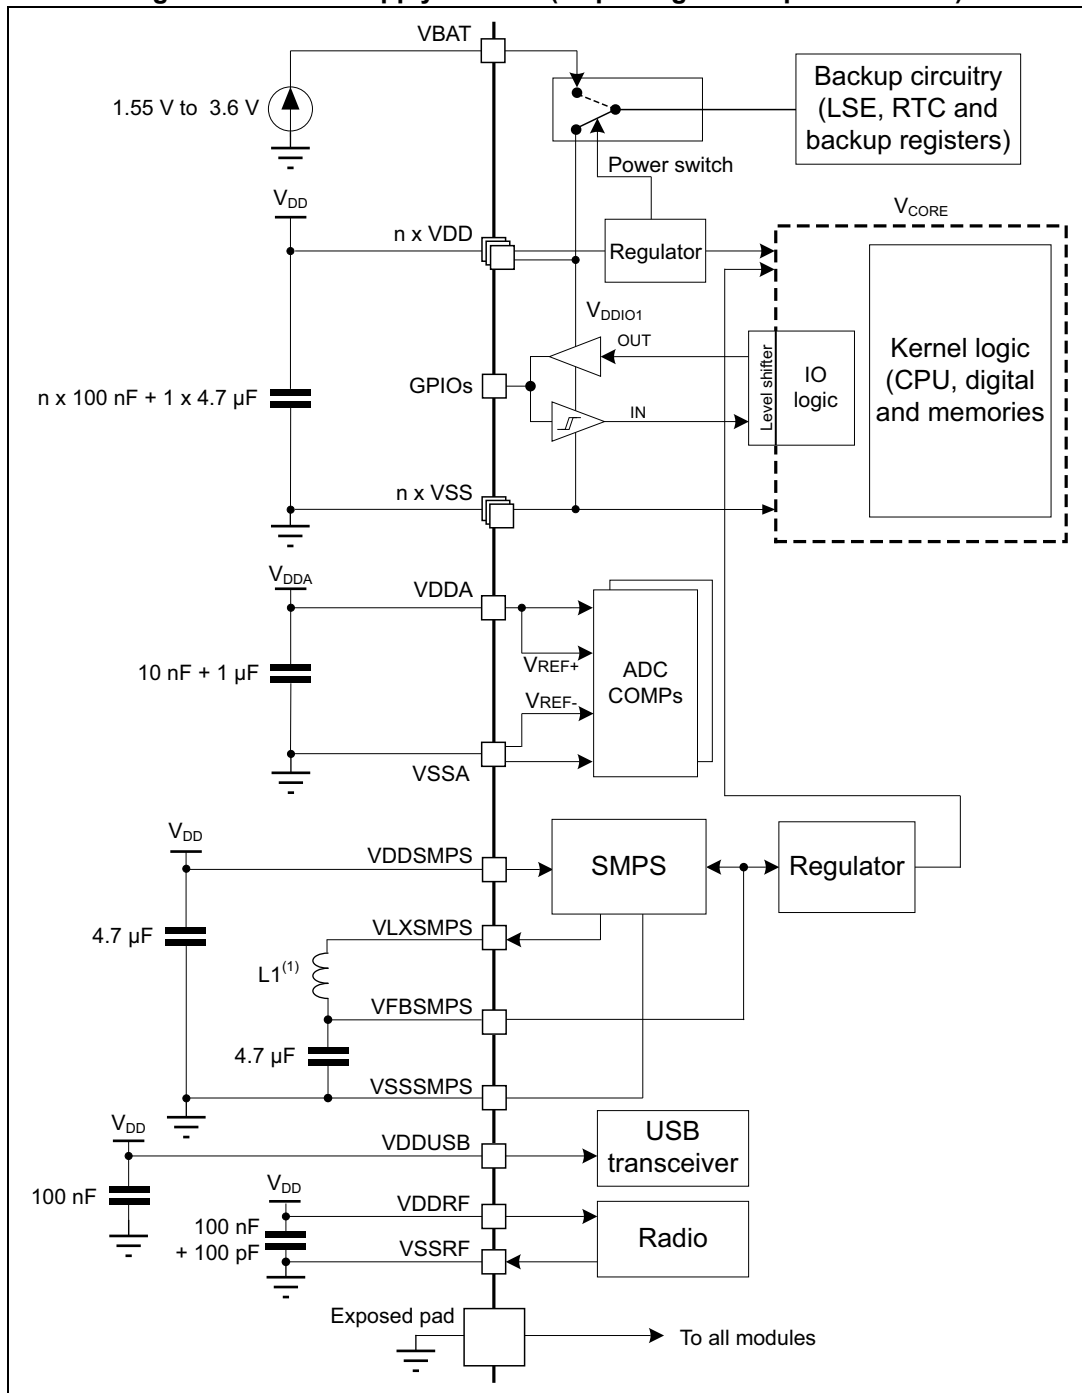 VBAT
1.55 V to 3.6 V
Backup circuitry
(LSE, RTC and
backup registers)
Power switch
VDD
n x VDD
Regulator
VCORE
VDDIO1
OUT
GPIOs
IN
Level shifter
IO
logic
Kernel logic
(CPU, digital
and memories
n x 100 nF + 1 x 4.7 µF
n x VSS
VDDA
VDDA
10 nF + 1 µF
VREF+
VREF-
ADC
COMPs
VSSA
VDD
VDDSMPS
SMPS
Regulator
4.7 µF
VLXSMPS
L1(1)
VFBSMPS
4.7 µF
VSSSMPS
VDD
VDDUSB
USB
transceiver
100 nF
VDD
VDDRF
100 nF
+ 100 pF
VSSRF
Radio
Exposed pad
To all modules